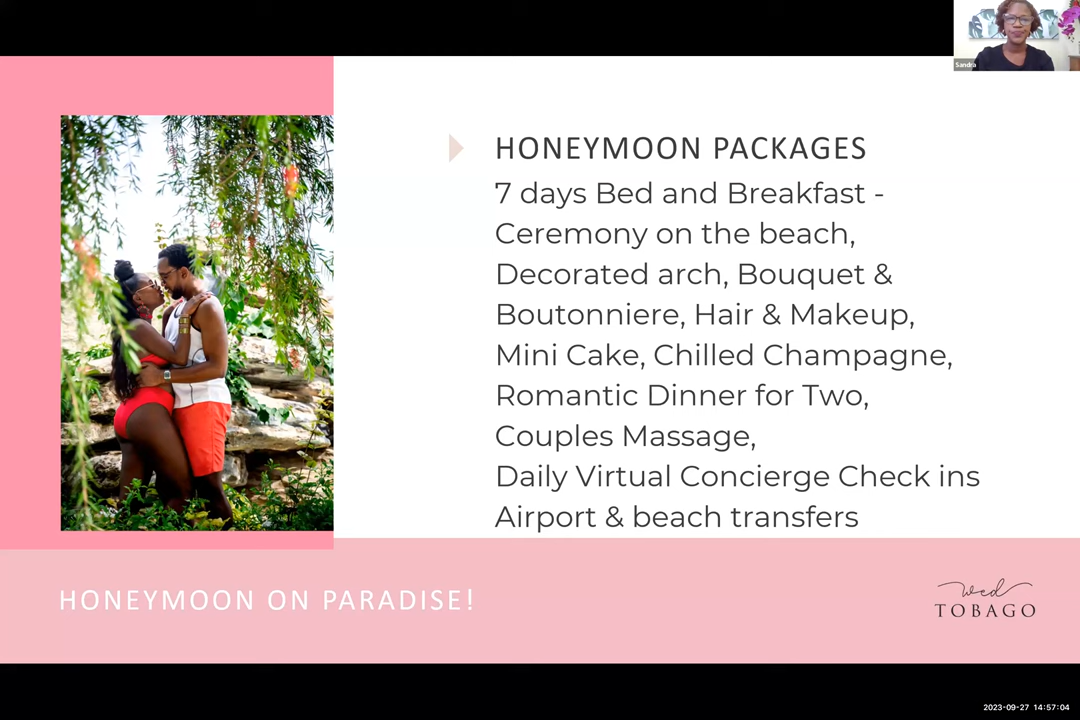 Sandra
HONEYMOON PACKAGES
7 days Bed and Breakfast -
Ceremony on the beach,
Decorated arch, Bouquet &
Boutonniere, Hair & Makeup,
Mini Cake, Chilled Champagne,
Romantic Dinner for Two,
Couples Massage,
Daily Virtual Concierge Check ins
Airport & beach transfers
HONEYMOON ON PARADISE!
wed
TOBAGO
2023-09-27 14:57:04